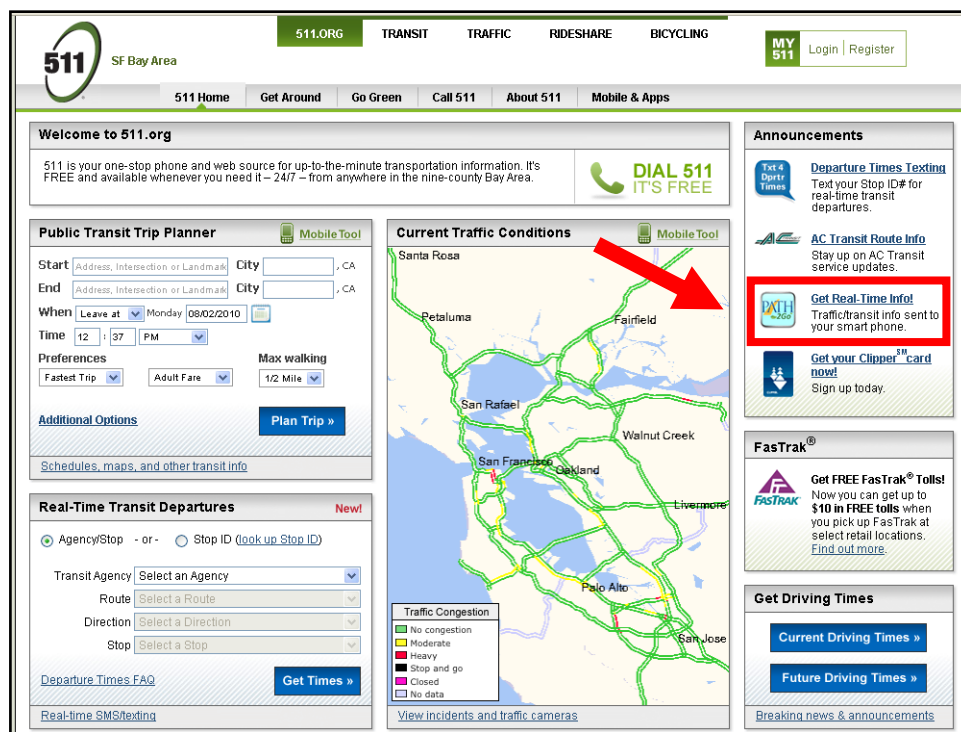 511.ORG TRANSIT TRAFFIC RIDESHARE BICYCLING
511 SF Bay Area
MY 511 Login | Register
511 Home Get Around Go Green Call 511 About 511 Mobile & Apps
Welcome to 511.org
511 is your one-stop phone and web source for up-to-the-minute transportation information. It's
FREE and available whenever you need it – 24/7 – from anywhere in the nine-county Bay Area.
DIAL 511
IT'S FREE
Public Transit Trip Planner Mobile Tool
Start Address, Intersection or Landmark City , CA
End Address, Intersection or Landmark City , CA
When Leave at Monday 08/02/2010
Time 12 : 37 PM
Preferences Max walking
Fastest Trip Adult Fare 1/2 Mile
Additional Options Plan Trip »
Schedules, maps, and other transit info
Real-Time Transit Departures New!
Agency/Stop - or - Stop ID (look up Stop ID)
Transit Agency Select an Agency
Route Select a Route
Direction Select a Direction
Stop Select a Stop
Departure Times FAQ Get Times »
Real-time SMS/texting
Current Traffic Conditions Mobile Tool
Santa Rosa
Petaluma
Fairfield
San Rafael
Walnut Creek
San Francisco
Oakland
Livermore
Palo Alto
San Jose
Traffic Congestion
No congestion
Moderate
Heavy
Stop and go
Closed
No data
View incidents and traffic cameras
Announcements
Txt 4
Dprtr
Times
Departure Times Texting
Text your Stop ID# for
real-time transit
departures.
AC Transit Route Info
Stay up on AC Transit
service updates.
PATH
2Go
Get Real-Time Info!
Traffic/transit info sent to
your smart phone.
Get your Clipper℠ card
now!
Sign up today.
FasTrak®
FASTRAK
Get FREE FasTrak® Tolls!
Now you can get up to
$10 in FREE tolls when
you pick up FasTrak at
select retail locations.
Find out more.
Get Driving Times
Current Driving Times »
Future Driving Times »
Breaking news & announcements